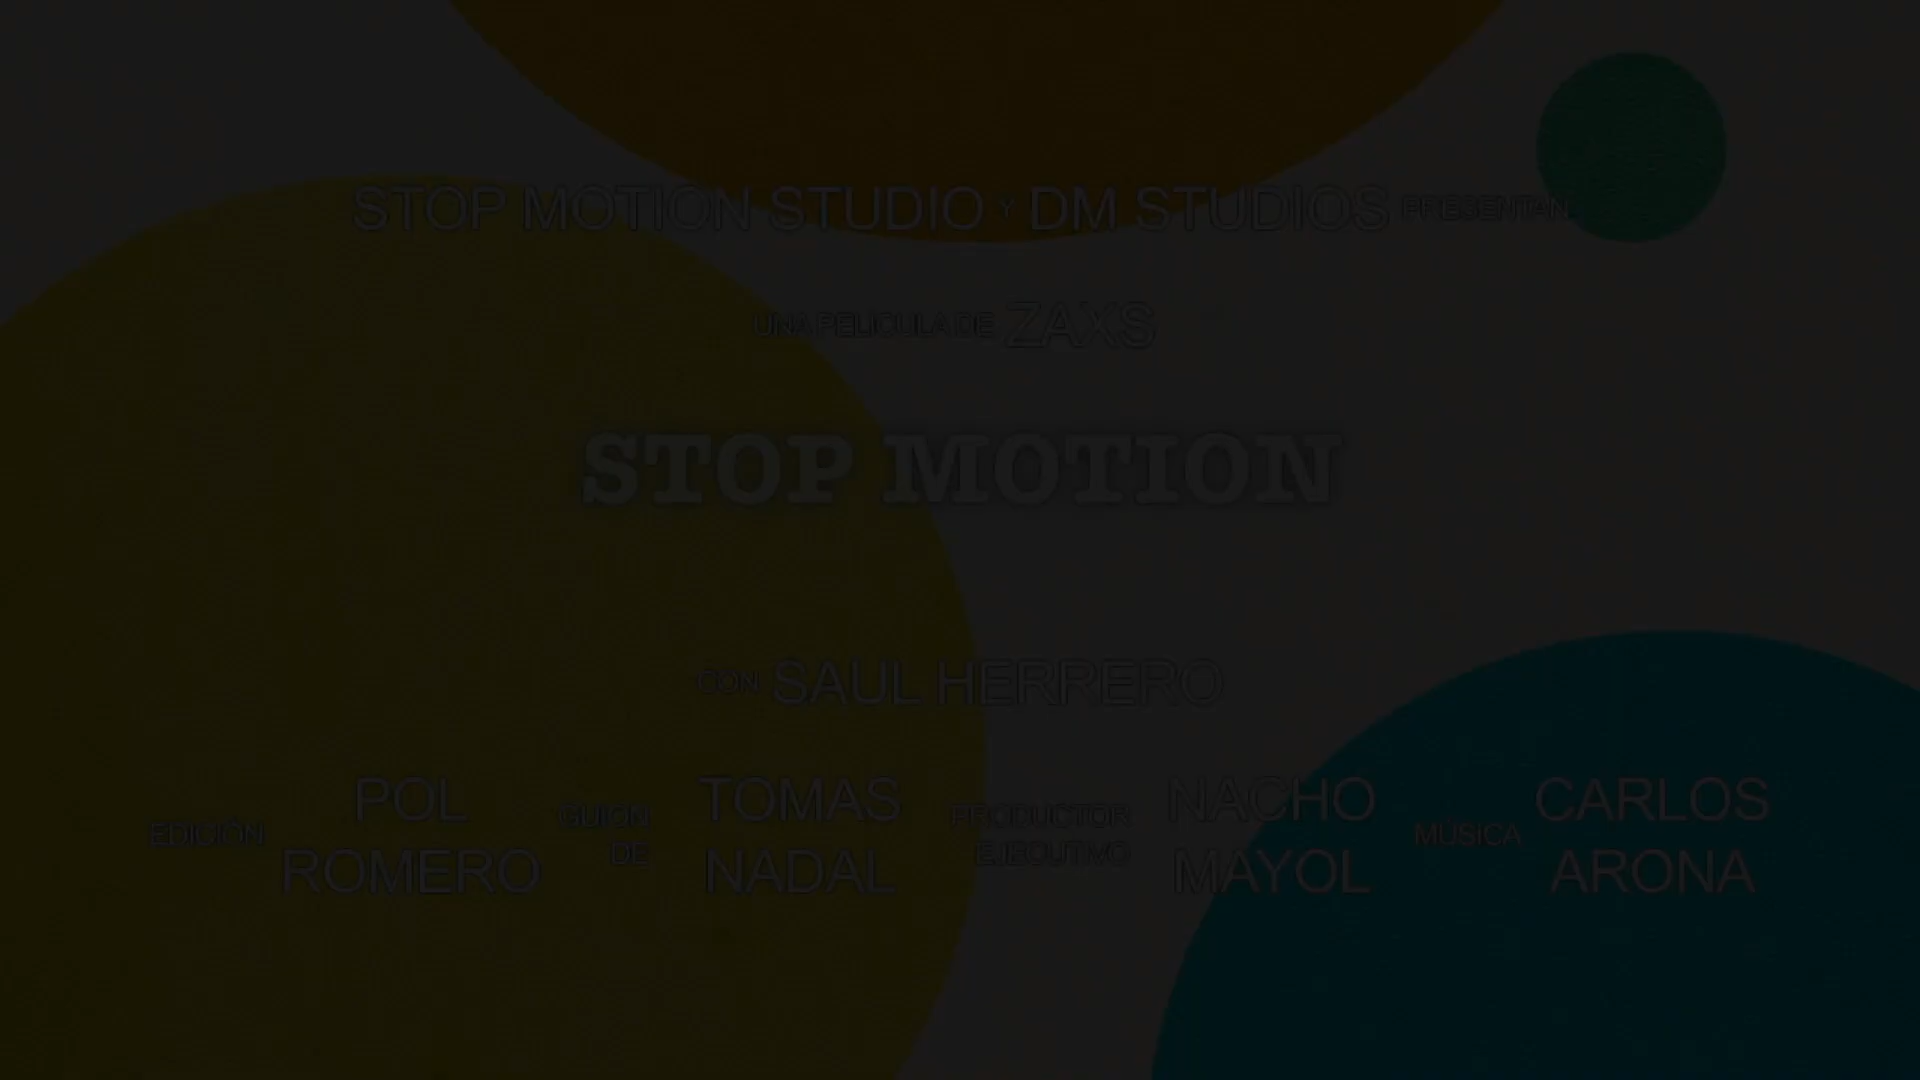 STOP MOTION STUDIO Y DM STUDIOS PRESENTAN
UNA PELÍCULA DE ZAXS
STOP MOTION
CON SAUL HERRERO
EDICIÓN POL ROMERO
GUION DE TOMAS NADAL
PRODUCTOR EJECUTIVO NACHO MAYOL
MÚSICA CARLOS ARONA